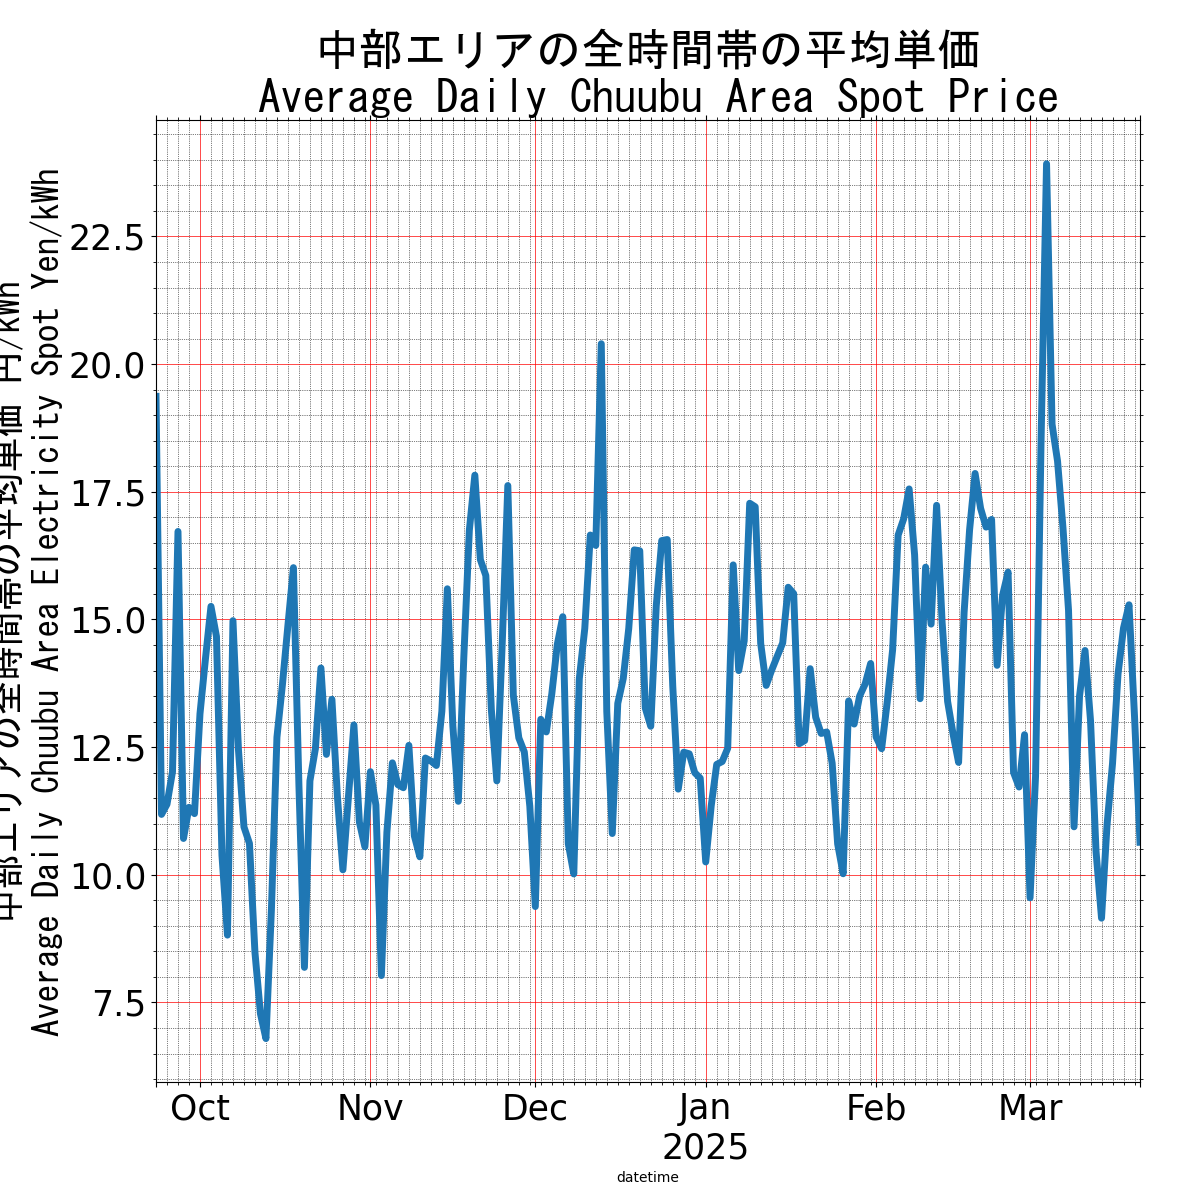 中部エリアの全時間帯の平均単価
Average Daily Chuubu Area Spot Price
中部エリアの全時間帯の平均単価 円/kWh
Average Daily Chuubu Area Electricity Spot Yen/kWh
22.5
20.0
17.5
15.0
12.5
10.0
7.5
Oct Nov Dec Jan Feb Mar
2025
datetime